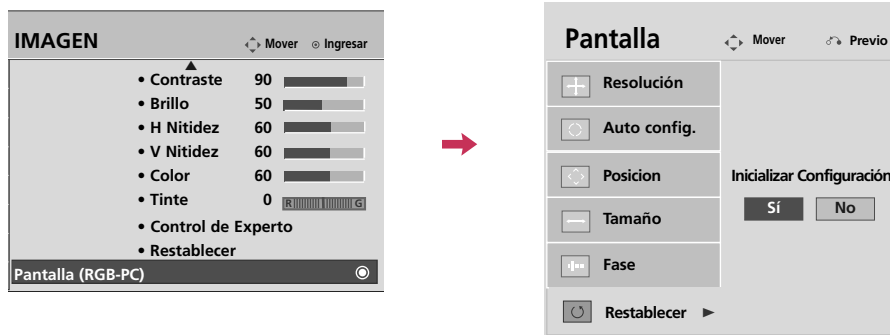 IMAGEN Mover Ingresar
• Contraste 90
• Brillo 50
• H Nitidez 60
• V Nitidez 60
• Color 60
• Tinte 0 R G
• Control de Experto
• Restablecer
Pantalla (RGB-PC)
Pantalla Mover Previo
Resolución
Auto config.
Posicion
Tamaño
Fase
Restablecer
Inicializar Configuración
Sí No